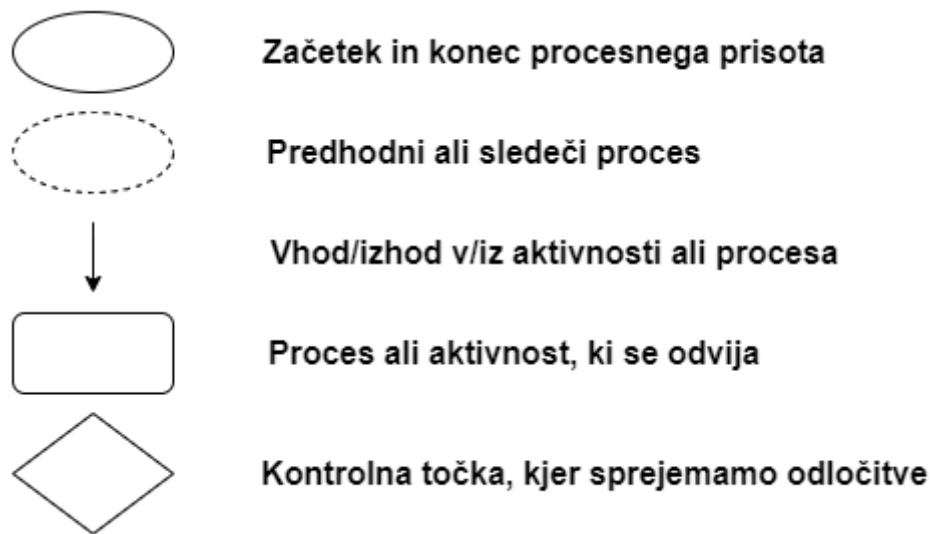 Začetek in konec procesnega prisota
Predhodni ali sledeči proces
Vhod/izhod v/iz aktivnosti ali procesa
Proces ali aktivnost, ki se odvija
Kontrolna točka, kjer sprejemamo odločitve